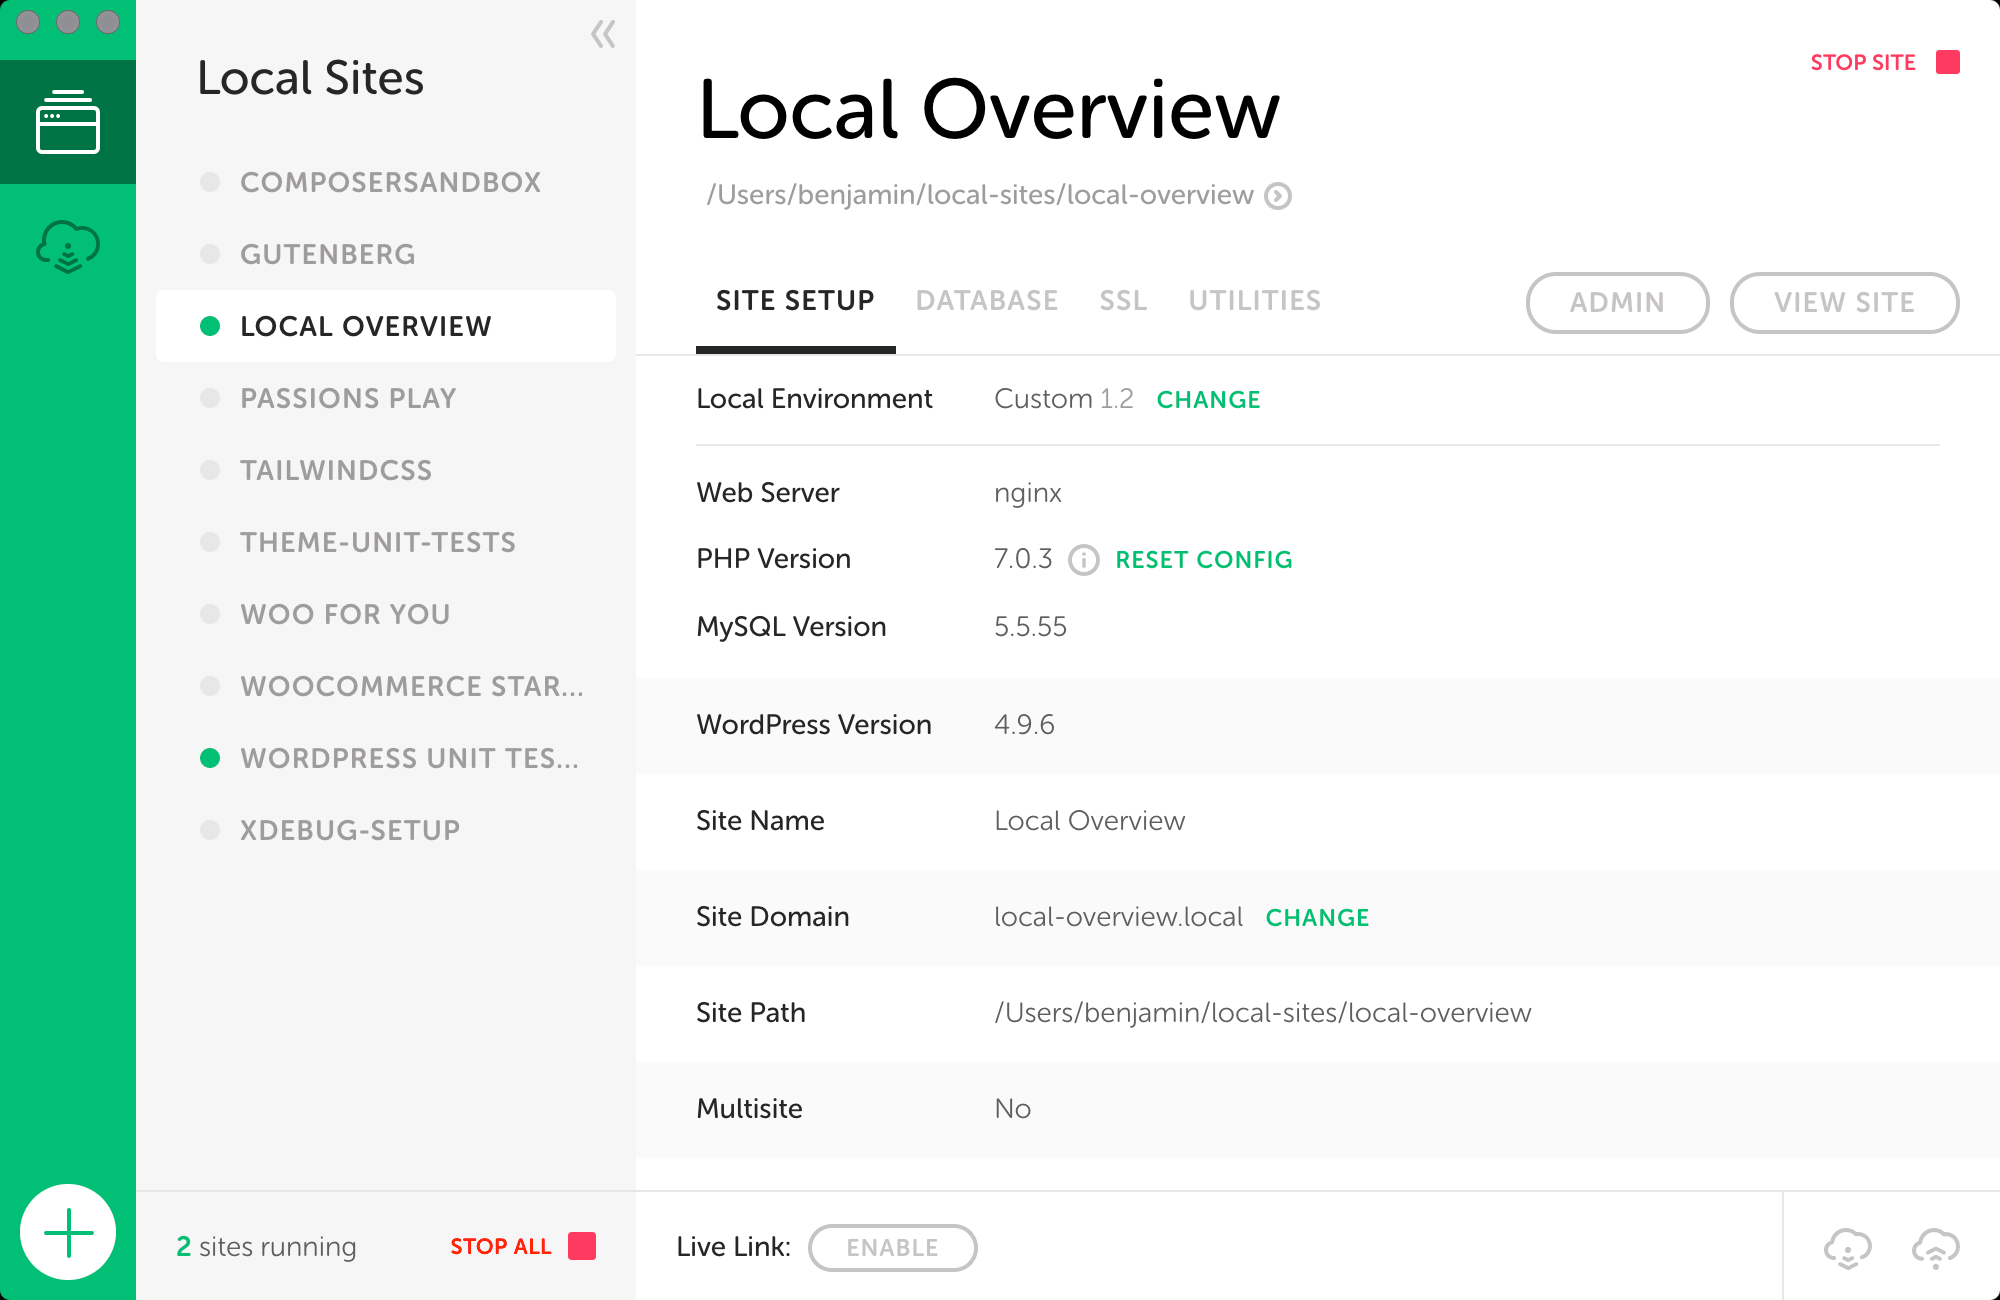 Local Sites
COMPOSERSANDBOX
GUTENBERG
LOCAL OVERVIEW
PASSIONS PLAY
TAILWINDCSS
THEME-UNIT-TESTS
WOO FOR YOU
WOOCOMMERCE STAR...
WORDPRESS UNIT TES...
XDEBUG-SETUP
2 sites running STOP ALL
STOP SITE
Local Overview
/Users/benjamin/local-sites/local-overview
SITE SETUP DATABASE SSL UTILITIES ADMIN VIEW SITE
Local Environment Custom 1.2 CHANGE
Web Server nginx
PHP Version 7.0.3 RESET CONFIG
MySQL Version 5.5.55
WordPress Version 4.9.6
Site Name Local Overview
Site Domain local-overview.local CHANGE
Site Path /Users/benjamin/local-sites/local-overview
Multisite No
Live Link: ENABLE